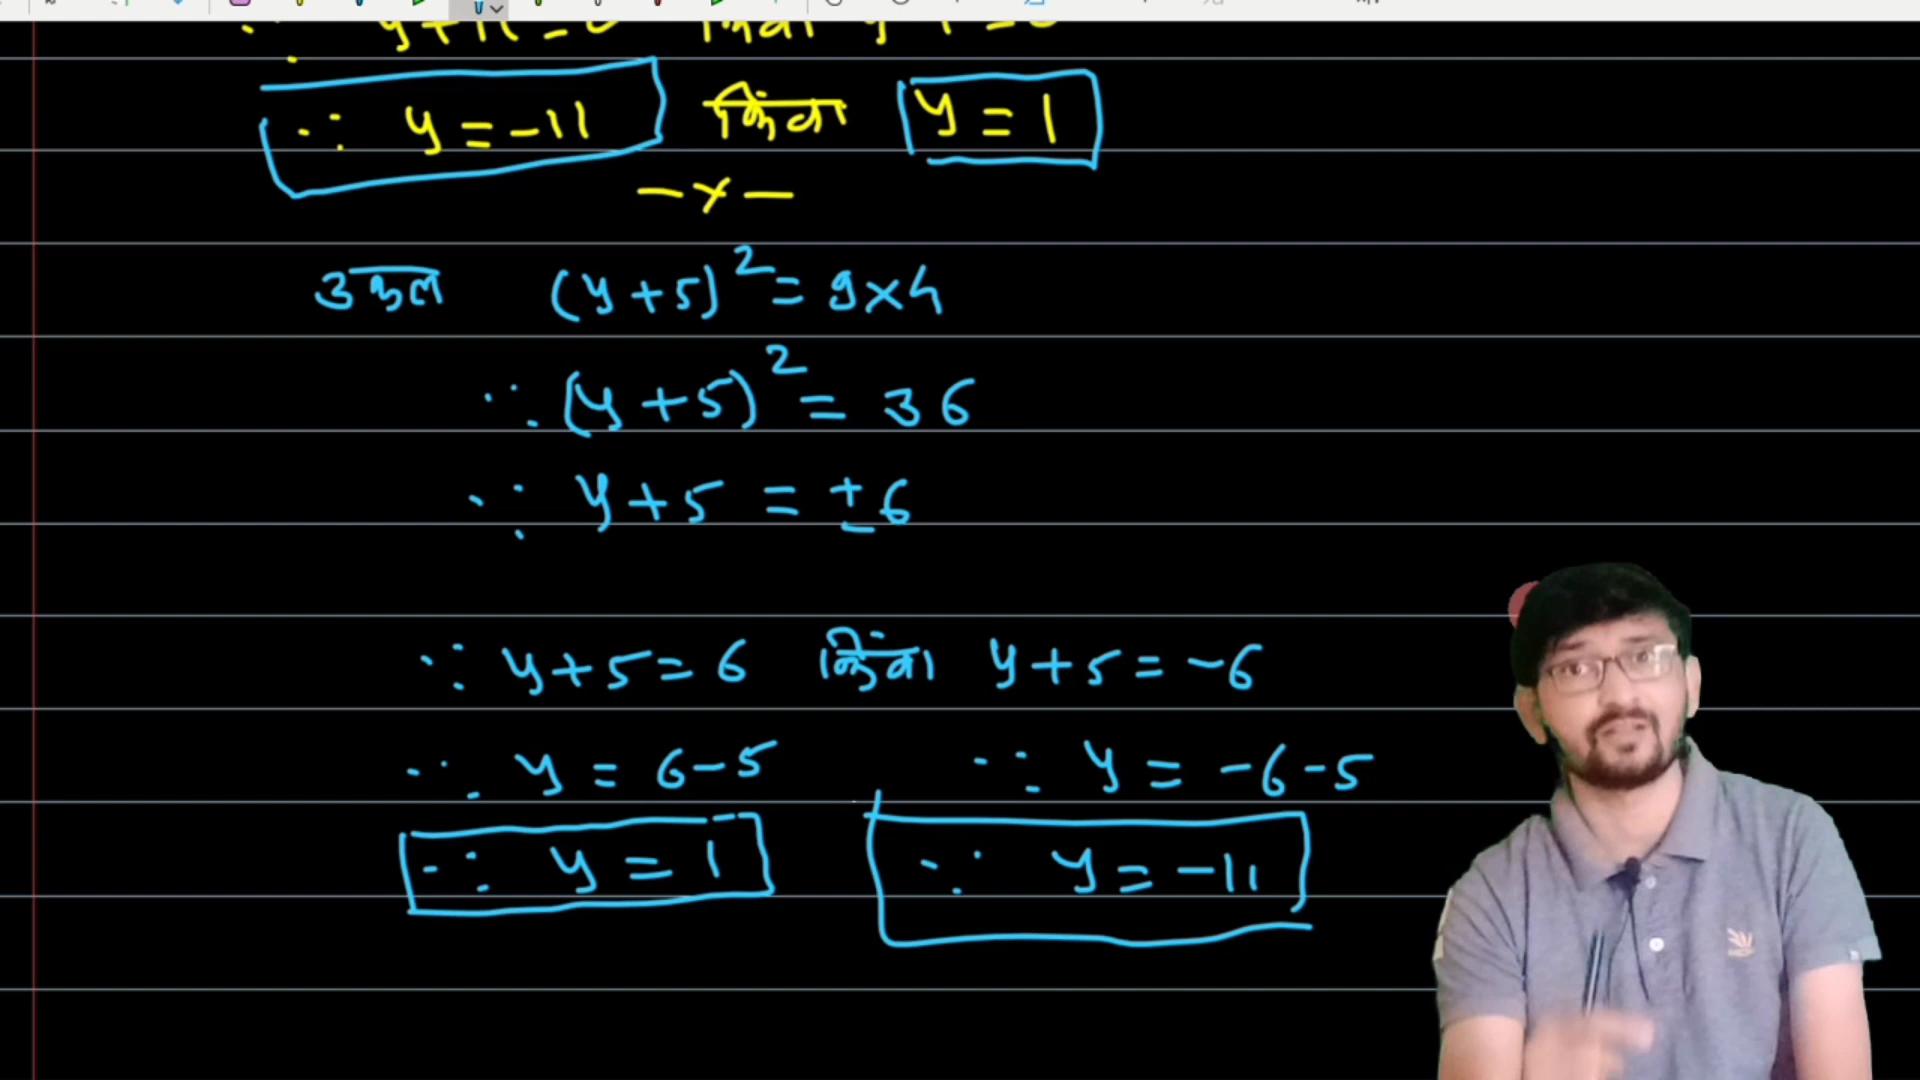 ∵ y = -11 किंवा y = 1
—x—
उकल (y+5)² = 9×4
∵ (y+5)² = 36
∵ y+5 = ±6
∵ y+5 = 6 किंवा y+5 = -6
∵ y = 6-5 ∵ y = -6-5
∵ y = 1 ∵ y = -11